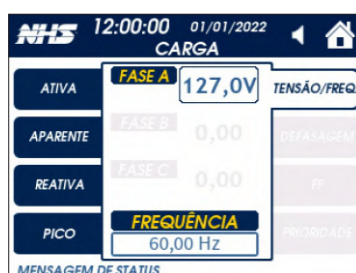 NHS 12:00:00 01/01/2022
CARGA
ATIVA
FASE A 127,0V
TENSÃO/FREQ.
APARENTE
FASE B 0,00
DEFASAGEM
REATIVA
FASE C 0,00
FF
PICO
FREQUÊNCIA
60,00 Hz
PRIORIDADE
MENSAGEM DE STATUS